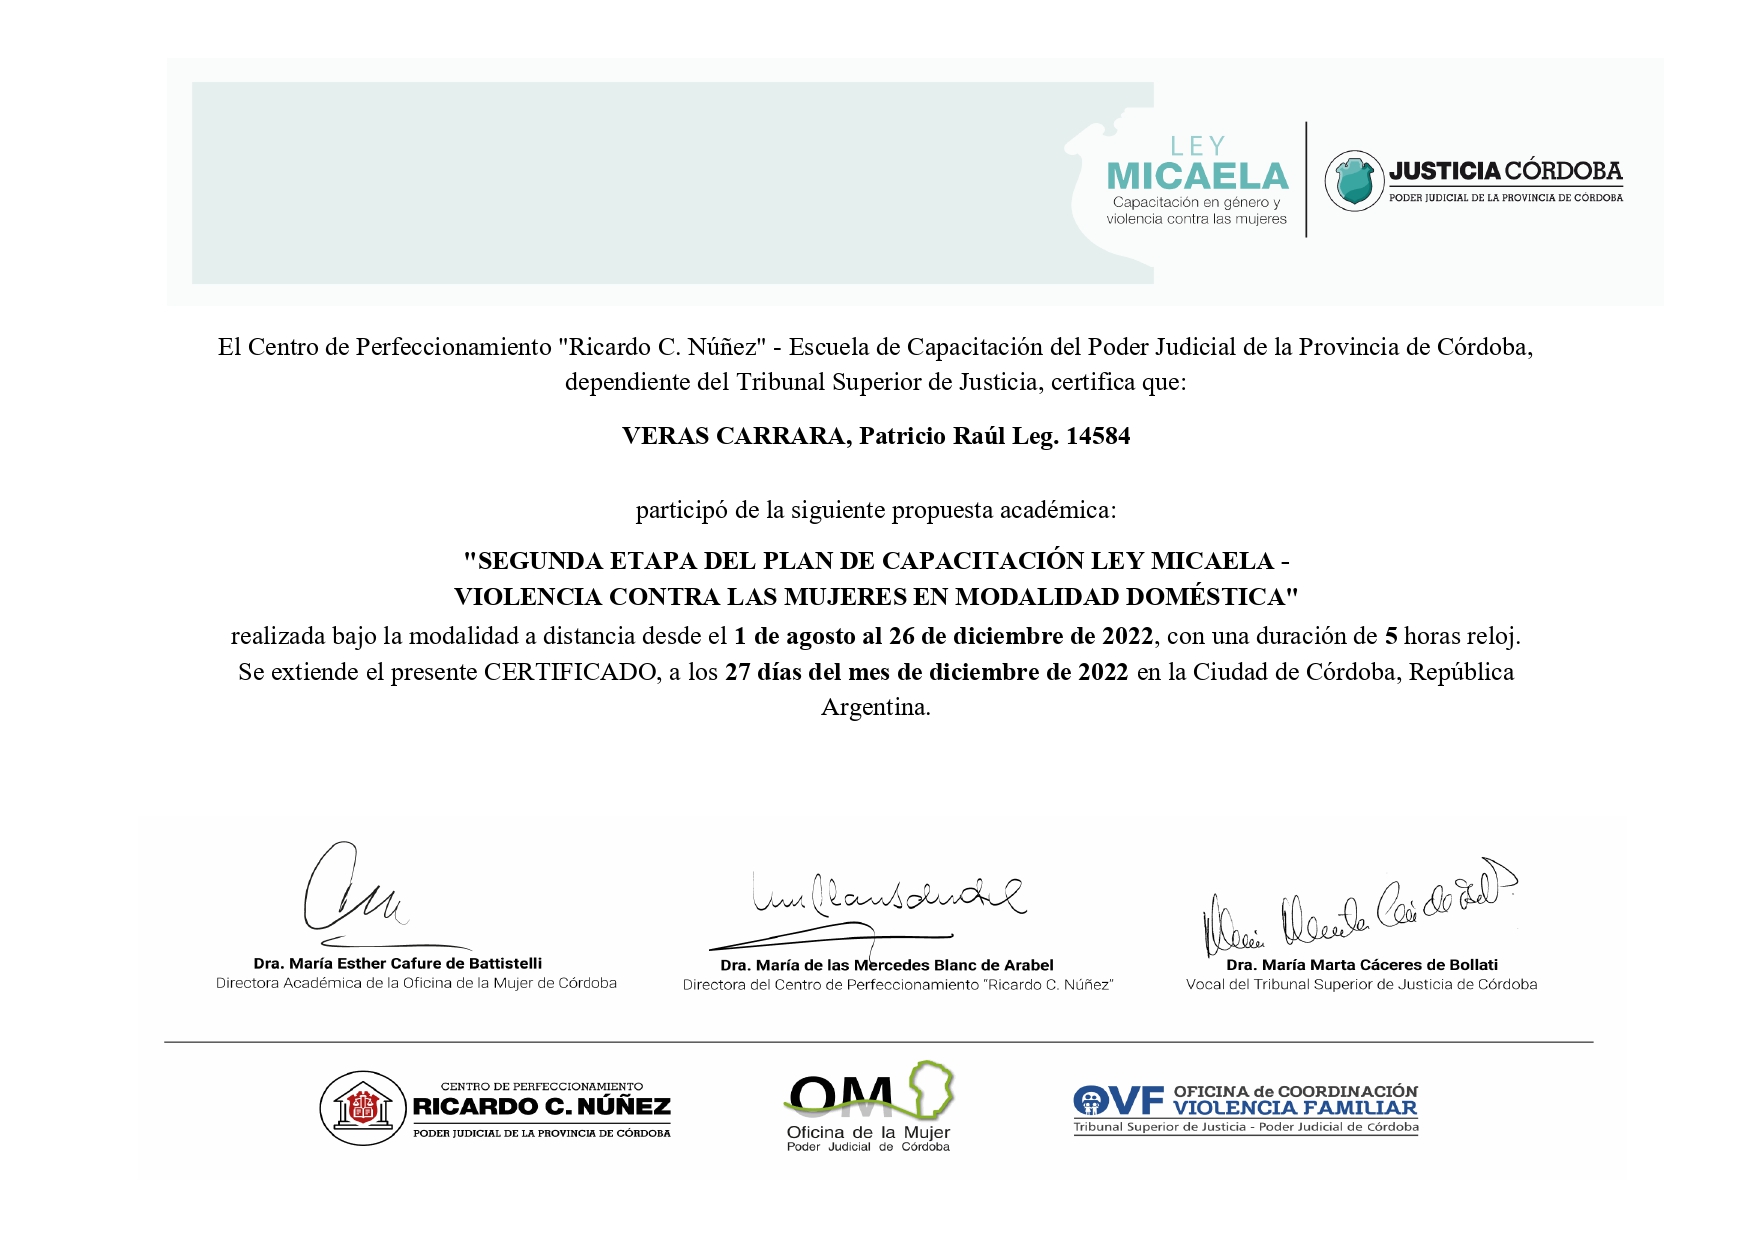 LEY
MICAELA
Capacitación en género y
violencia contra las mujeres
JUSTICIA CÓRDOBA
PODER JUDICIAL DE LA PROVINCIA DE CÓRDOBA
El Centro de Perfeccionamiento "Ricardo C. Núñez" - Escuela de Capacitación del Poder Judicial de la Provincia de Córdoba,
dependiente del Tribunal Superior de Justicia, certifica que:
VERAS CARRARA, Patricio Raúl Leg. 14584
participó de la siguiente propuesta académica:
"SEGUNDA ETAPA DEL PLAN DE CAPACITACIÓN LEY MICAELA -
VIOLENCIA CONTRA LAS MUJERES EN MODALIDAD DOMÉSTICA"
realizada bajo la modalidad a distancia desde el 1 de agosto al 26 de diciembre de 2022, con una duración de 5 horas reloj.
Se extiende el presente CERTIFICADO, a los 27 días del mes de diciembre de 2022 en la Ciudad de Córdoba, República
Argentina.
Dra. María Esther Cafure de Battistelli
Directora Académica de la Oficina de la Mujer de Córdoba
Dra. María de las Mercedes Blanc de Arabel
Directora del Centro de Perfeccionamiento “Ricardo C. Núñez”
Dra. María Marta Cáceres de Bollati
Vocal del Tribunal Superior de Justicia de Córdoba
CENTRO DE PERFECCIONAMIENTO
RICARDO C. NÚÑEZ
PODER JUDICIAL DE LA PROVINCIA DE CÓRDOBA
OM
Oficina de la Mujer
Poder Judicial de Córdoba
OVF OFICINA de COORDINACIÓN
VIOLENCIA FAMILIAR
Tribunal Superior de Justicia - Poder Judicial de Córdoba